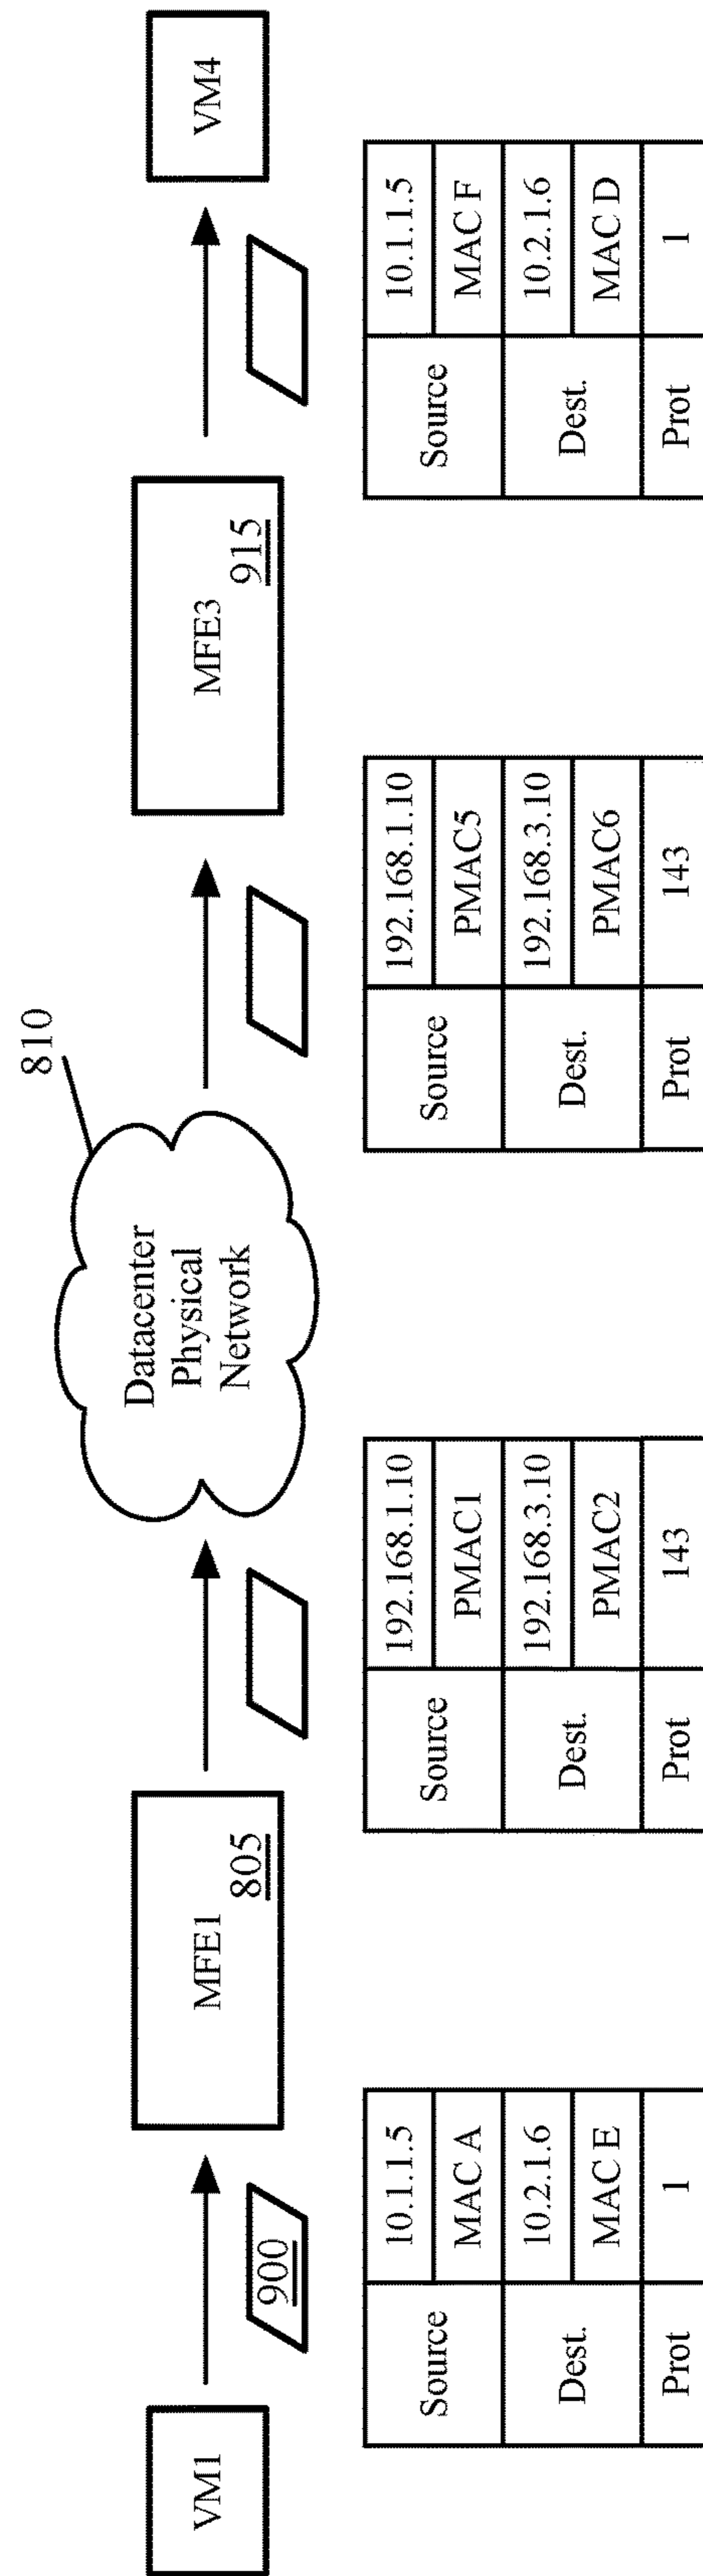 810
VM1
900
MFE1
805
Datacenter
Physical
Network
MFE3
915
VM4
Source 10.1.1.5
MAC A
Dest. 10.2.1.6
MAC E
Prot 1
Source 192.168.1.10
PMAC1
Dest. 192.168.3.10
PMAC2
Prot 143
Source 192.168.1.10
PMAC5
Dest. 192.168.3.10
PMAC6
Prot 143
Source 10.1.1.5
MAC F
Dest. 10.2.1.6
MAC D
Prot 1